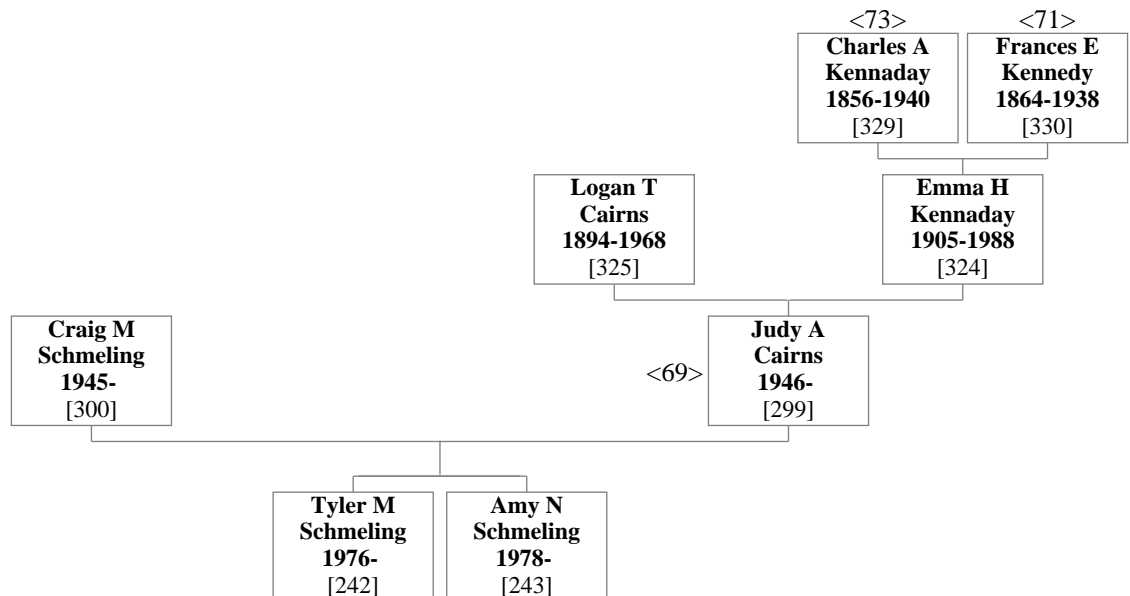 <73>
<71>
Charles A
Kennaday
1856-1940
[329]
Frances E
Kennedy
1864-1938
[330]
Logan T
Cairns
1894-1968
[325]
Emma H
Kennaday
1905-1988
[324]
Craig M
Schmeling
1945-
[300]
<69>
Judy A
Cairns
1946-
[299]
Tyler M
Schmeling
1976-
[242]
Amy N
Schmeling
1978-
[243]